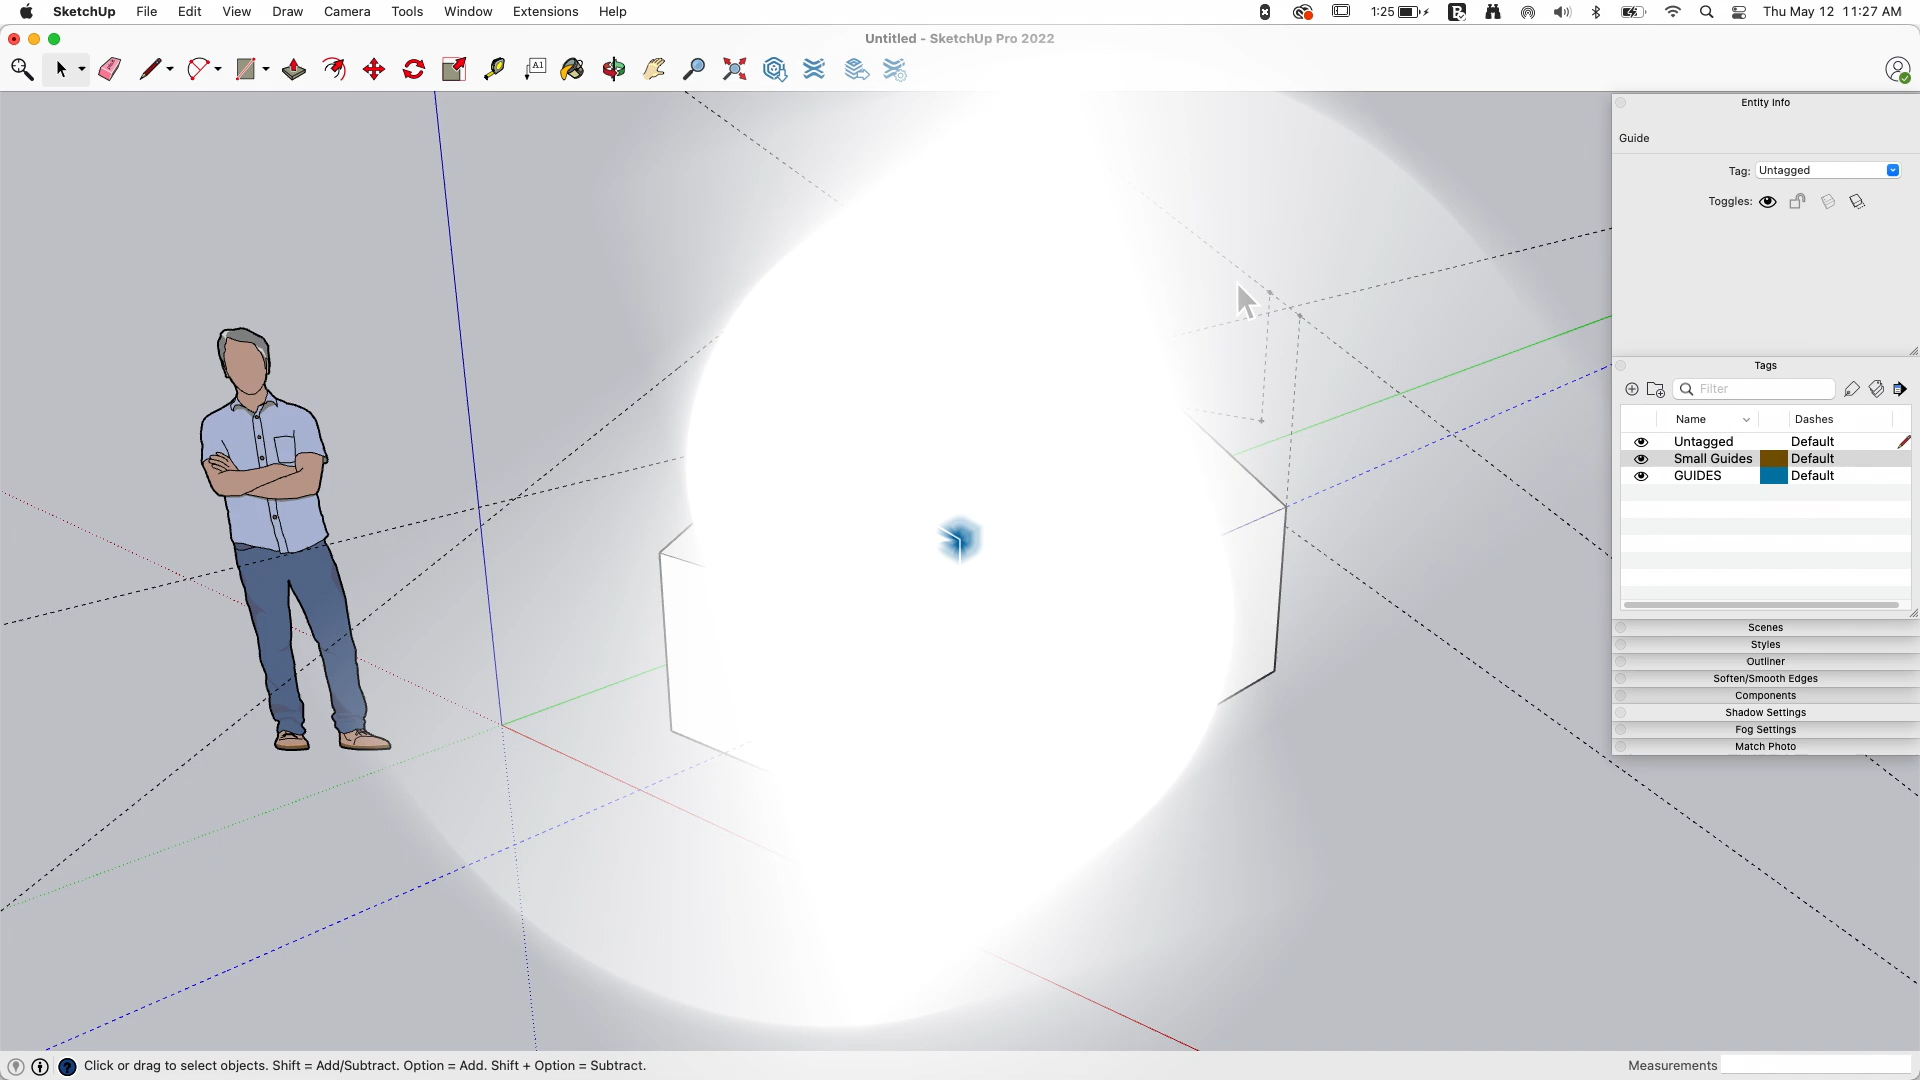 SketchUp File Edit View Draw Camera Tools Window Extensions Help 1:25 Thu May 12 11:27 AM
Untitled - SketchUp Pro 2022
A1
Entity Info
Guide
Tag: Untagged
Toggles:
Tags
Filter
Name Dashes
Untagged Default
Small Guides Default
GUIDES Default
Scenes
Styles
Outliner
Soften/Smooth Edges
Components
Shadow Settings
Fog Settings
Match Photo
Click or drag to select objects. Shift = Add/Subtract. Option = Add. Shift + Option = Subtract.
Measurements